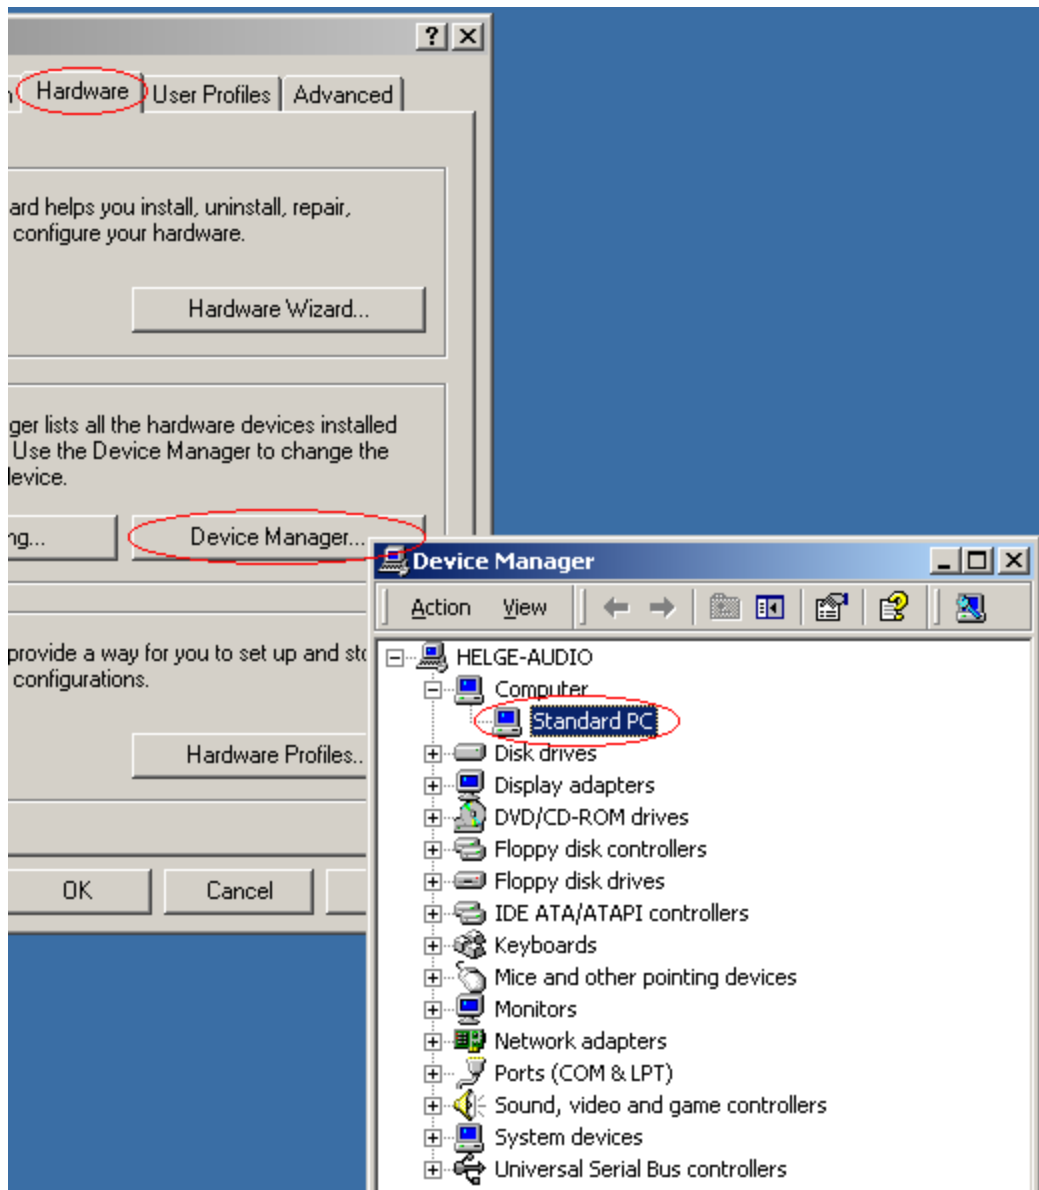 Hardware
User Profiles
Advanced
ard helps you install, uninstall, repair,
configure your hardware.
Hardware Wizard...
ger lists all the hardware devices installed
Use the Device Manager to change the
device.
ng...
Device Manager...
provide a way for you to set up and sto
configurations.
Hardware Profiles..
OK
Cancel
Device Manager
Action
View
HELGE-AUDIO
Computer
Standard PC
Disk drives
Display adapters
DVD/CD-ROM drives
Floppy disk controllers
Floppy disk drives
IDE ATA/ATAPI controllers
Keyboards
Mice and other pointing devices
Monitors
Network adapters
Ports (COM & LPT)
Sound, video and game controllers
System devices
Universal Serial Bus controllers